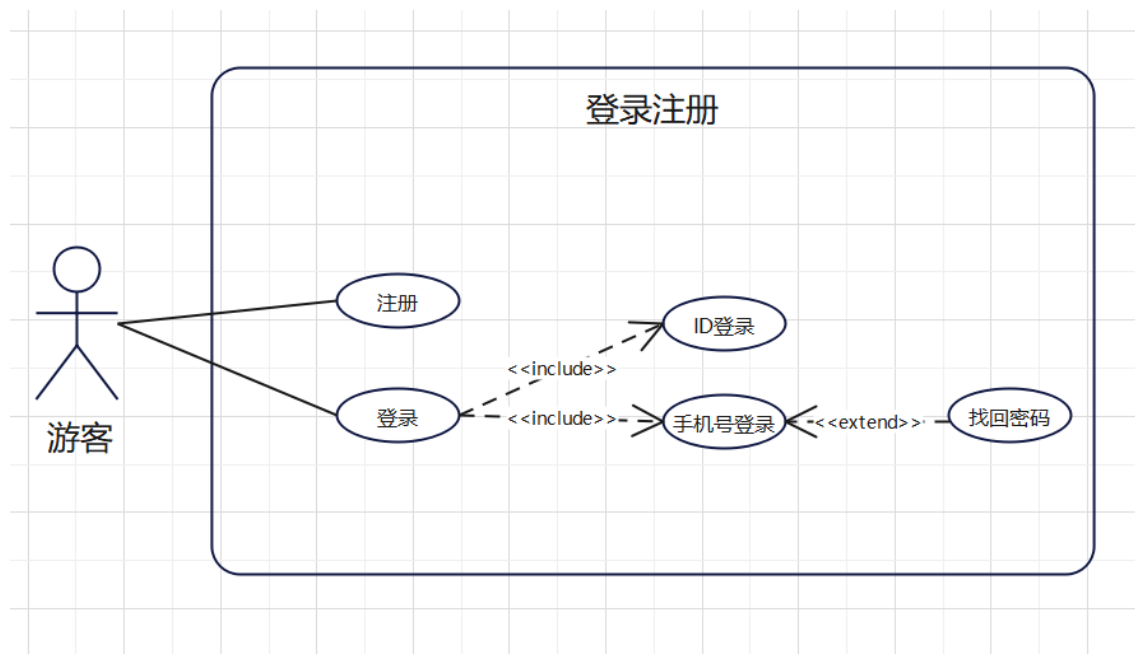 登录注册
注册
ID登录
<<include>>
登录
<<include>>
手机号登录
<<extend>>
找回密码
游客